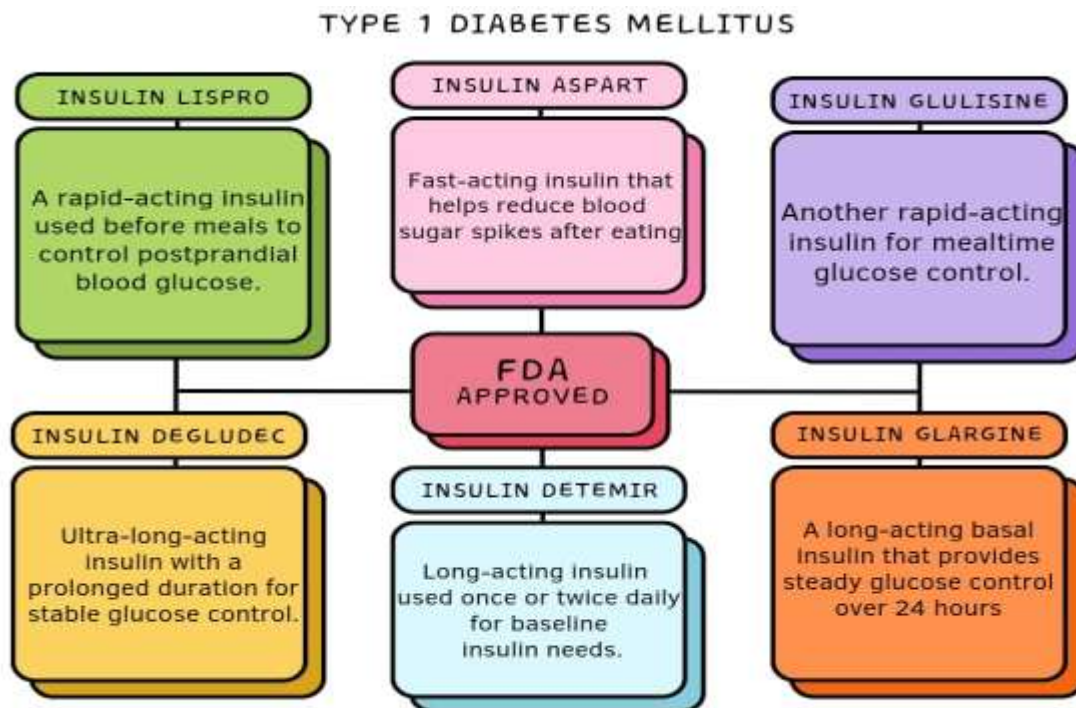 TYPE 1 DIABETES MELLITUS
INSULIN LISPRO
A rapid-acting insulin
used before meals to
control postprandial
blood glucose.
INSULIN ASPART
Fast-acting insulin that
helps reduce blood
sugar spikes after eating
INSULIN GLULISINE
Another rapid-acting
insulin for mealtime
glucose control.
FDA
APPROVED
INSULIN DEGLUDEC
Ultra-long-acting
insulin with a
prolonged duration for
stable glucose control.
INSULIN DETEMIR
Long-acting insulin
used once or twice daily
for baseline
insulin needs.
INSULIN GLARGINE
A long-acting basal
insulin that provides
steady glucose control
over 24 hours